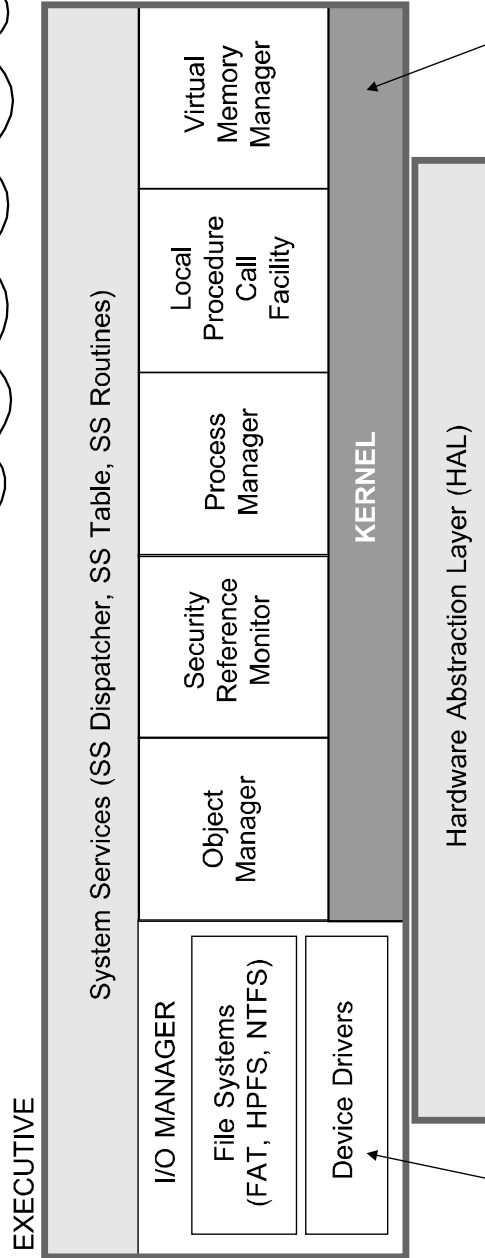 EXECUTIVE
System Services (SS Dispatcher, SS Table, SS Routines)
I/O MANAGER
File Systems
(FAT, HPFS, NTFS)
Device Drivers
Object
Manager
Security
Reference
Monitor
Process
Manager
Local
Procedure
Call
Facility
Virtual
Memory
Manager
KERNEL
Hardware Abstraction Layer (HAL)